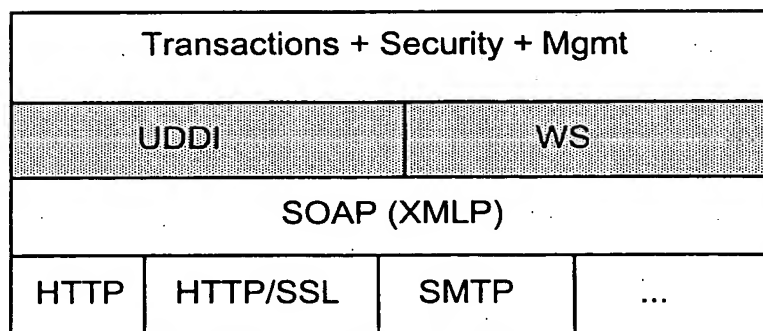 Transactions + Security + Mgmt
UDDI WS
SOAP (XMLP)
HTTP HTTP/SSL SMTP ...